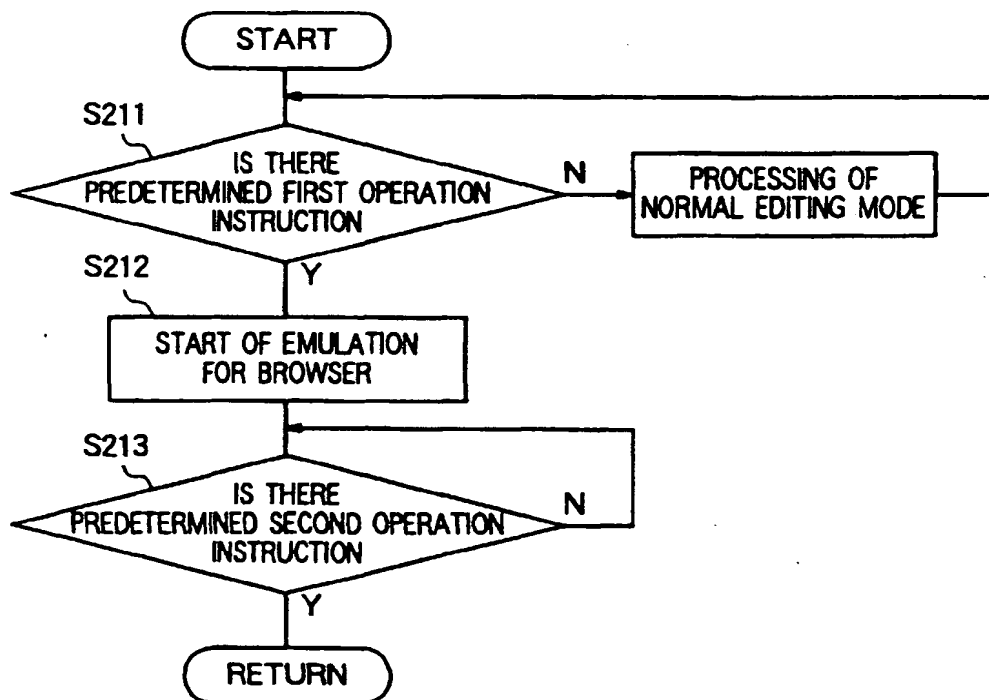 START
S211
IS THERE
PREDETERMINED FIRST OPERATION
INSTRUCTION
N
PROCESSING OF
NORMAL EDITING MODE
Y
S212
START OF EMULATION
FOR BROWSER
S213
IS THERE
PREDETERMINED SECOND OPERATION
INSTRUCTION
N
Y
RETURN